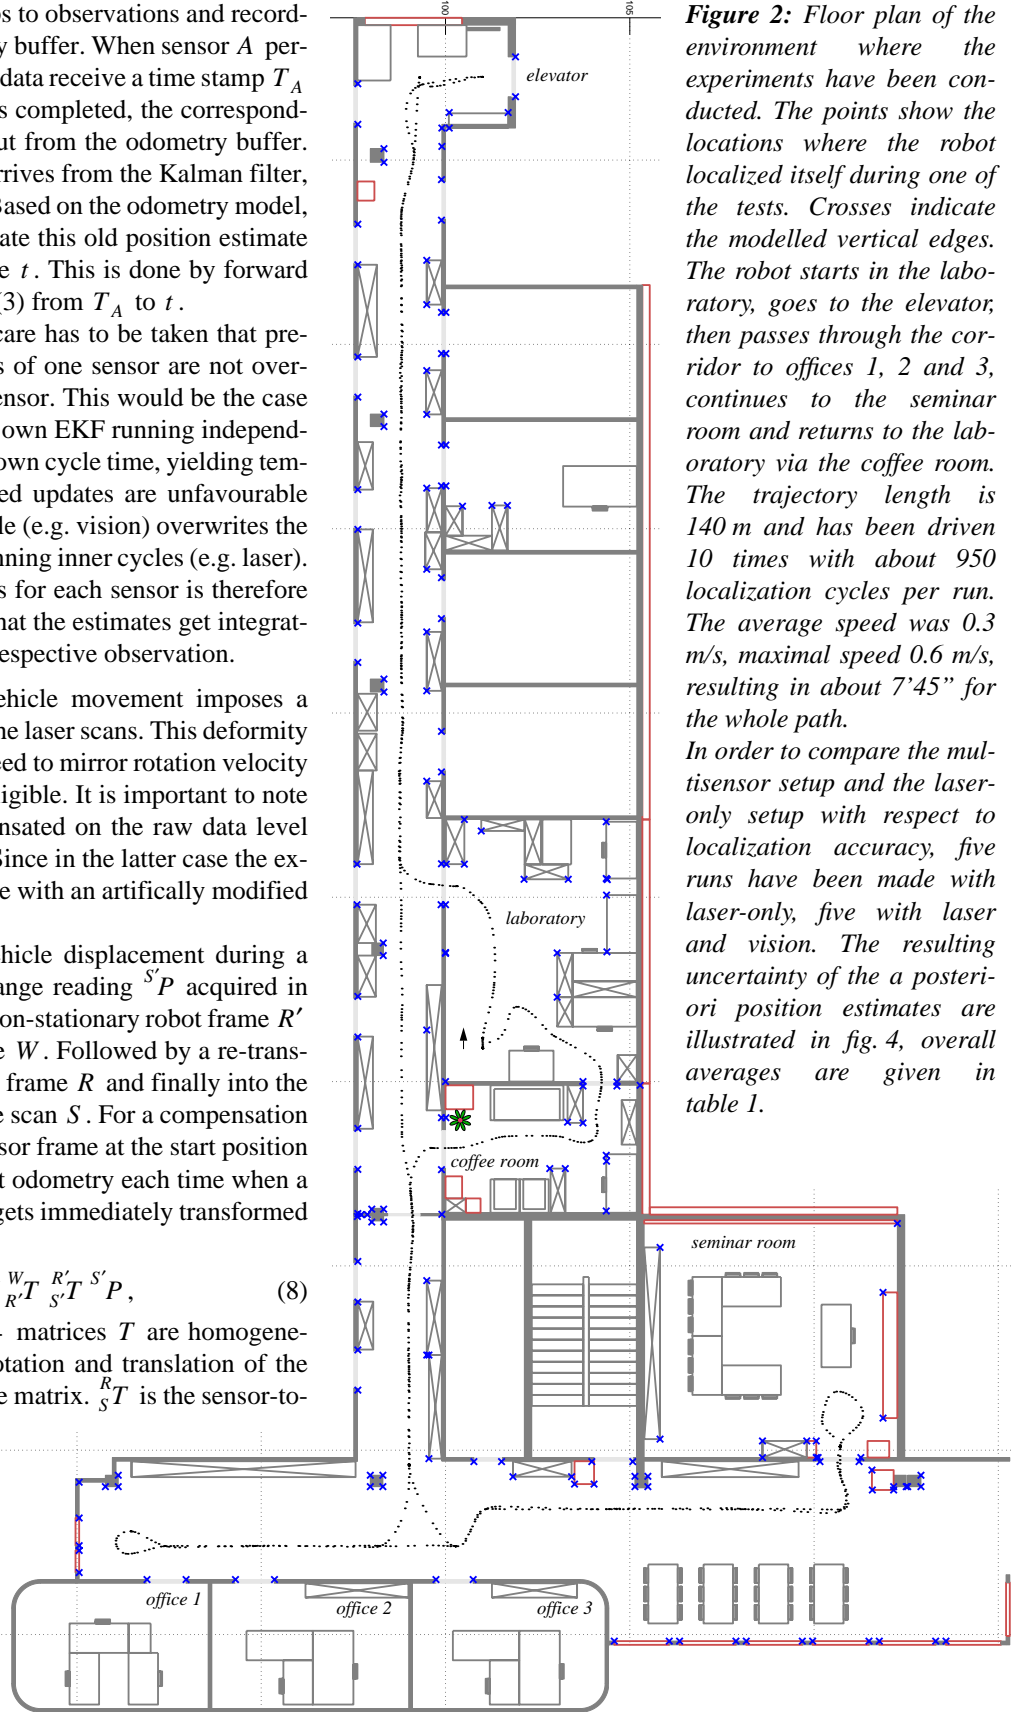 os to observations and record-
y buffer. When sensor A per-
data receive a time stamp T_A
s completed, the correspond-
ut from the odometry buffer.
rrives from the Kalman filter,
Based on the odometry model,
ate this old position estimate
e t. This is done by forward
(3) from T_A to t.
care has to be taken that pre-
s of one sensor are not over-
ensor. This would be the case
own EKF running independ-
own cycle time, yielding tem-
ed updates are unfavourable
le (e.g. vision) overwrites the
nning inner cycles (e.g. laser).
s for each sensor is therefore
hat the estimates get integrat-
espective observation.
ehicle movement imposes a
he laser scans. This deformity
eed to mirror rotation velocity
ligible. It is important to note
ensated on the raw data level
Since in the latter case the ex-
e with an artifically modified
ehicle displacement during a
ange reading S'P acquired in
on-stationary robot frame R'
e W. Followed by a re-trans-
frame R and finally into the
e scan S. For a compensation
sor frame at the start position
t odometry each time when a
gets immediately transformed
W_R'T R'_S'T S'P, (8)
matrices T are homogene-
otation and translation of the
e matrix. R_S T is the sensor-to-
100
105
elevator
laboratory
coffee room
seminar room
office 1
office 2
office 3
Figure 2: Floor plan of the
environment where the
experiments have been con-
ducted. The points show the
locations where the robot
localized itself during one of
the tests. Crosses indicate
the modelled vertical edges.
The robot starts in the labo-
ratory, goes to the elevator,
then passes through the cor-
ridor to offices 1, 2 and 3,
continues to the seminar
room and returns to the lab-
oratory via the coffee room.
The trajectory length is
140 m and has been driven
10 times with about 950
localization cycles per run.
The average speed was 0.3
m/s, maximal speed 0.6 m/s,
resulting in about 7'45" for
the whole path.
In order to compare the mul-
tisensor setup and the laser-
only setup with respect to
localization accuracy, five
runs have been made with
laser-only, five with laser
and vision. The resulting
uncertainty of the a posteri-
ori position estimates are
illustrated in fig. 4, overall
averages are given in
table 1.